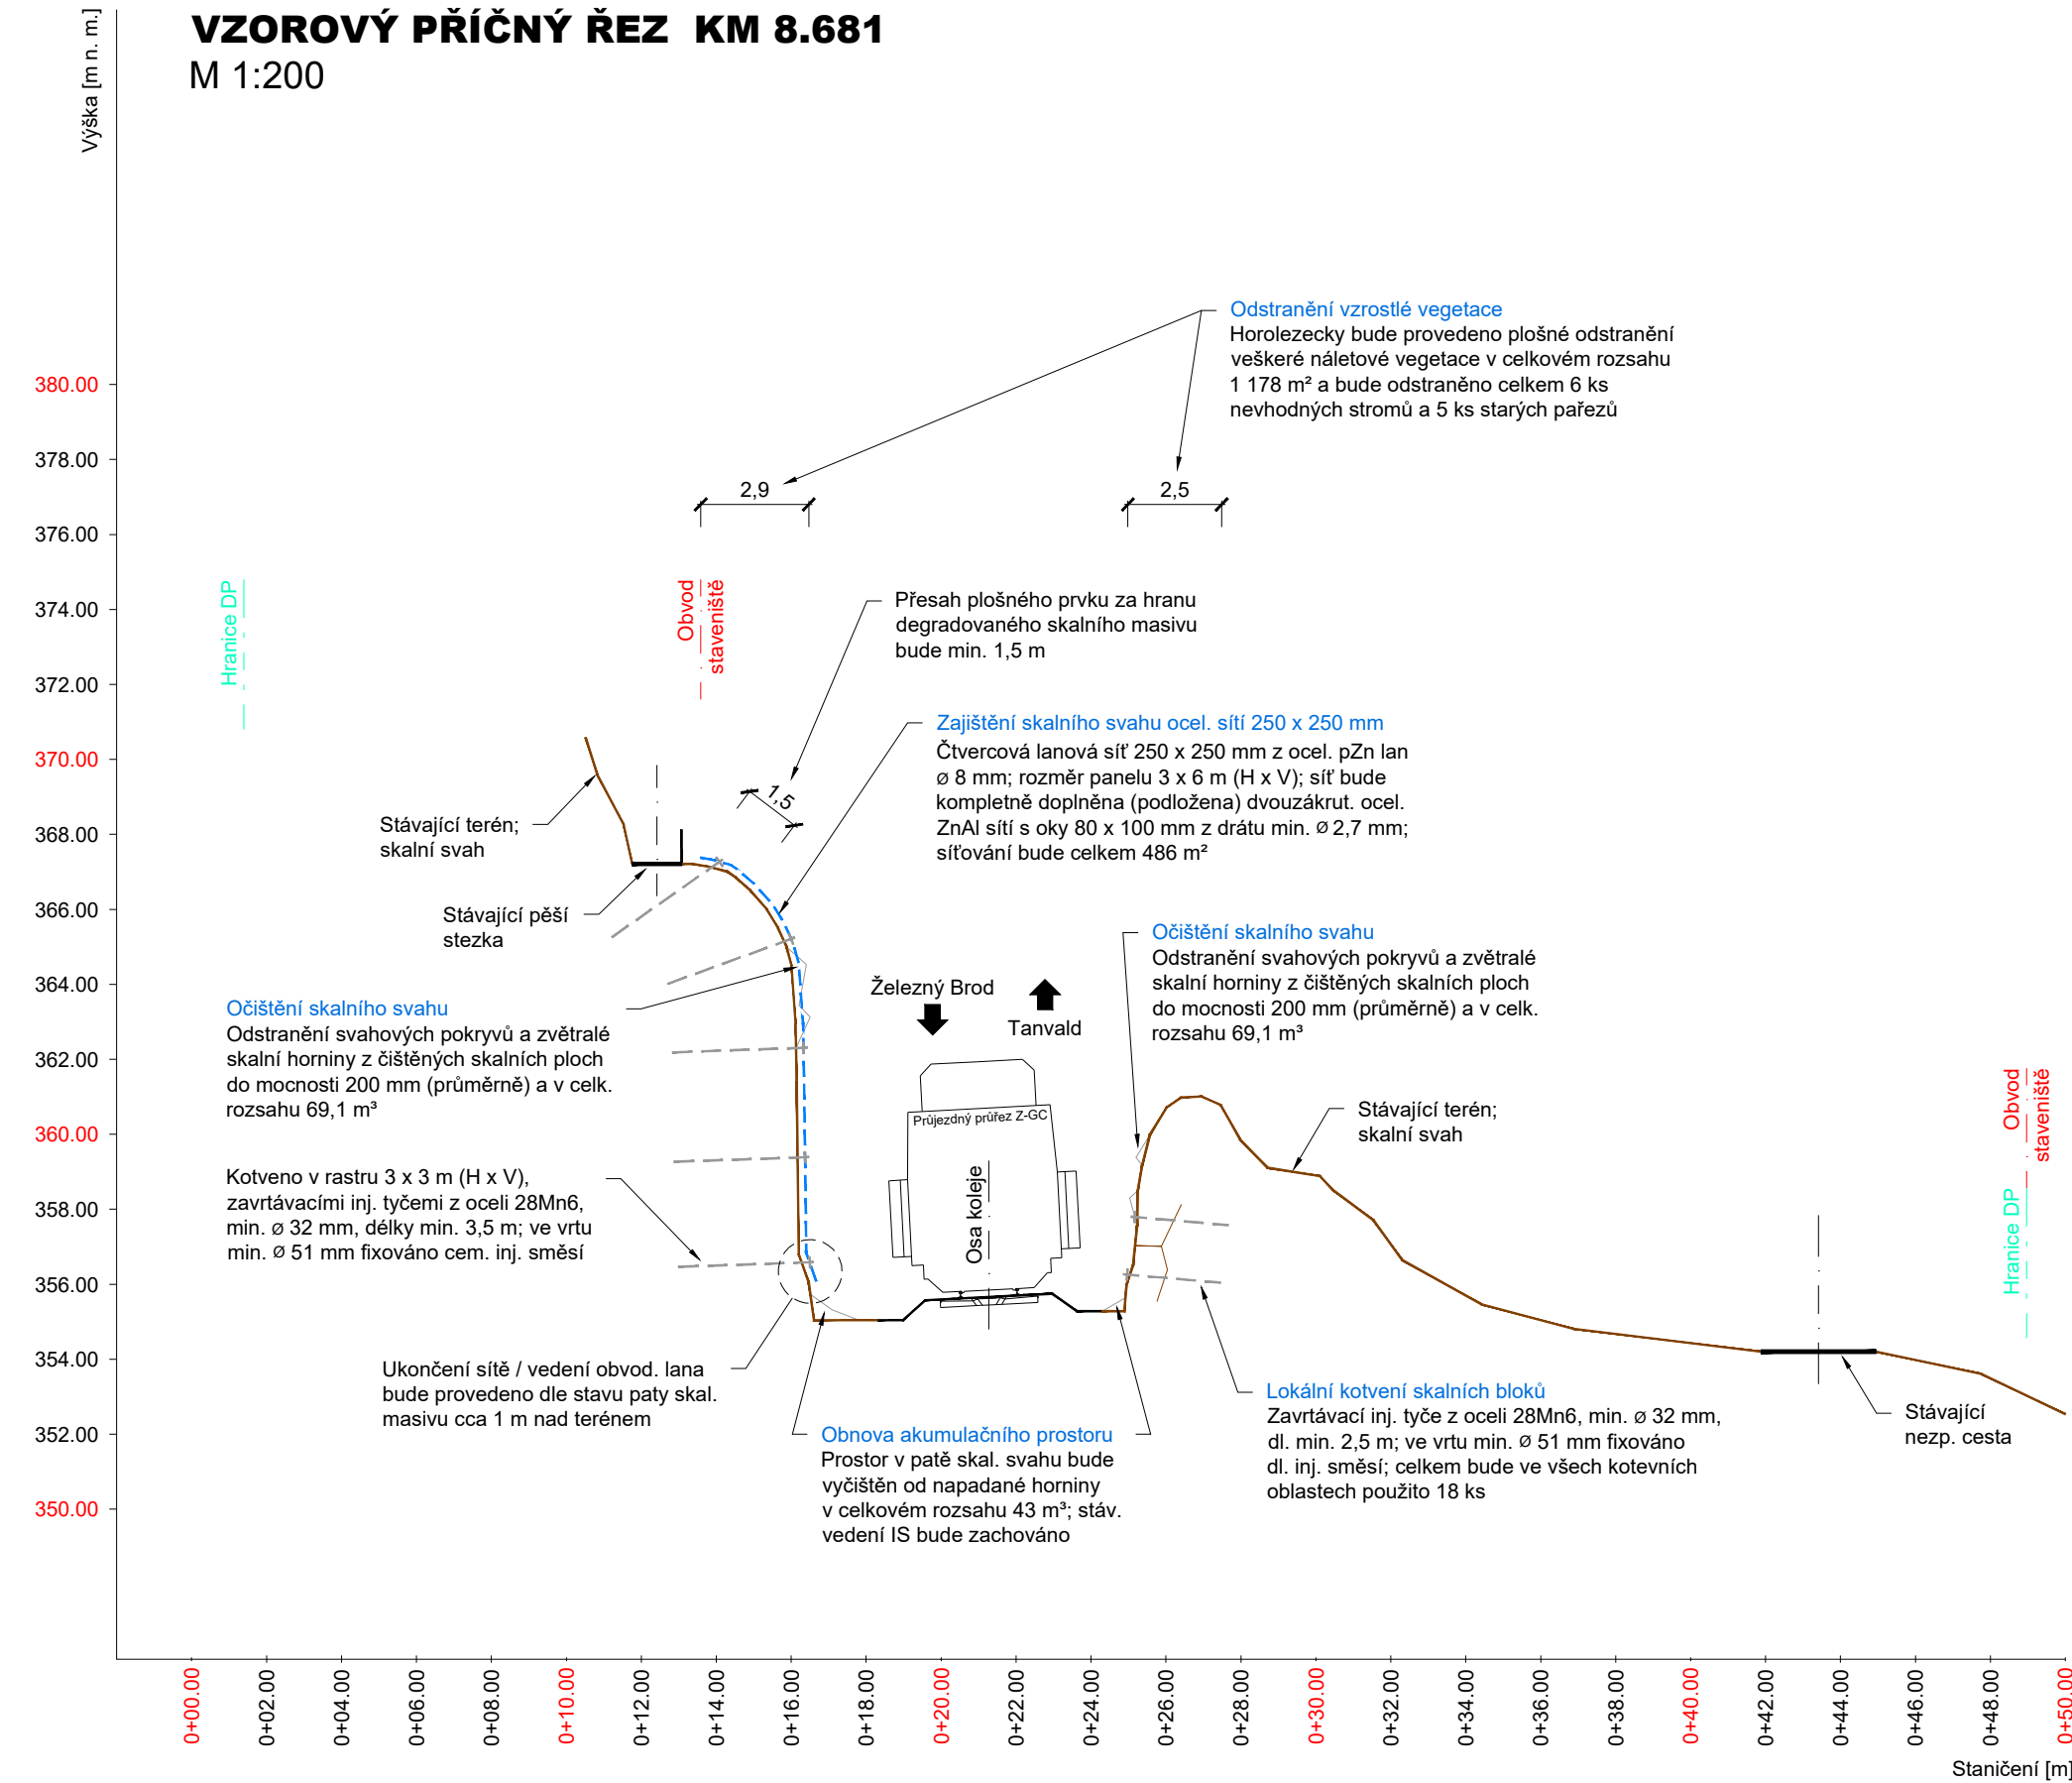 VZOROVÝ PŘÍČNÝ ŘEZ KM 8.681
M 1:200
Výška [m n. m.]
380.00
378.00
376.00
374.00
372.00
370.00
368.00
366.00
364.00
362.00
360.00
358.00
356.00
354.00
352.00
350.00
Odstranění vzrostlé vegetace
Horolezecky bude provedeno plošné odstranění
veškeré náletové vegetace v celkovém rozsahu
1 178 m² a bude odstraněno celkem 6 ks
nevhodných stromů a 5 ks starých pařezů
2,9
2,5
Hranice DP
Obvod
staveniště
Přesah plošného prvku za hranu
degradovaného skalního masivu
bude min. 1,5 m
1,5
Zajištění skalního svahu ocel. sítí 250 x 250 mm
Čtvercová lanová síť 250 x 250 mm z ocel. pZn lan
ø 8 mm; rozměr panelu 3 x 6 m (H x V); síť bude
kompletně doplněna (podložena) dvouzákrut. ocel.
ZnAl sítí s oky 80 x 100 mm z drátu min. ø 2,7 mm;
síťování bude celkem 486 m²
Stávající terén;
skalní svah
Stávající pěší
stezka
Očištění skalního svahu
Odstranění svahových pokryvů a zvětralé
skalní horniny z čištěných skalních ploch
do mocnosti 200 mm (průměrně) a v celk.
rozsahu 69,1 m³
Železný Brod
Tanvald
Očištění skalního svahu
Odstranění svahových pokryvů a zvětralé
skalní horniny z čištěných skalních ploch
do mocnosti 200 mm (průměrně) a v celk.
rozsahu 69,1 m³
Průjezdný průřez Z-GC
Osa koleje
Stávající terén;
skalní svah
Obvod
staveniště
Hranice DP
Kotveno v rastru 3 x 3 m (H x V),
zavrtávacími inj. tyčemi z oceli 28Mn6,
min. ø 32 mm, délky min. 3,5 m; ve vrtu
min. ø 51 mm fixováno cem. inj. směsí
Ukončení sítě / vedení obvod. lana
bude provedeno dle stavu paty skal.
masivu cca 1 m nad terénem
Obnova akumulačního prostoru
Prostor v patě skal. svahu bude
vyčištěn od napadané horniny
v celkovém rozsahu 43 m³; stáv.
vedení IS bude zachováno
Lokální kotvení skalních bloků
Zavrtávací inj. tyče z oceli 28Mn6, min. ø 32 mm,
dl. min. 2,5 m; ve vrtu min. ø 51 mm fixováno
dl. inj. směsí; celkem bude ve všech kotevních
oblastech použito 18 ks
Stávající
nezp. cesta
0+00.00
0+02.00
0+04.00
0+06.00
0+08.00
0+10.00
0+12.00
0+14.00
0+16.00
0+18.00
0+20.00
0+22.00
0+24.00
0+26.00
0+28.00
0+30.00
0+32.00
0+34.00
0+36.00
0+38.00
0+40.00
0+42.00
0+44.00
0+46.00
0+48.00
0+50.00
Staničení [m]